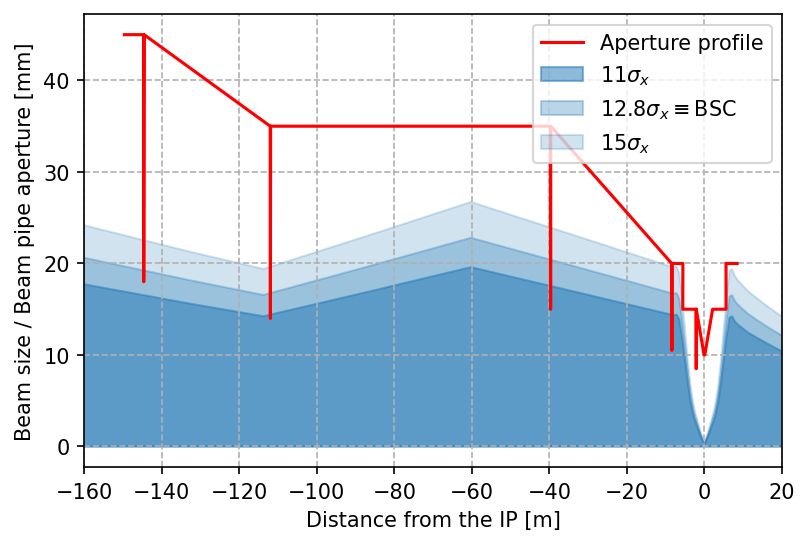 Beam size / Beam pipe aperture [mm]
40
30
20
10
0
Aperture profile
11σx
12.8σx≡BSC
15σx
−160 −140 −120 −100 −80 −60 −40 −20 0 20
Distance from the IP [m]